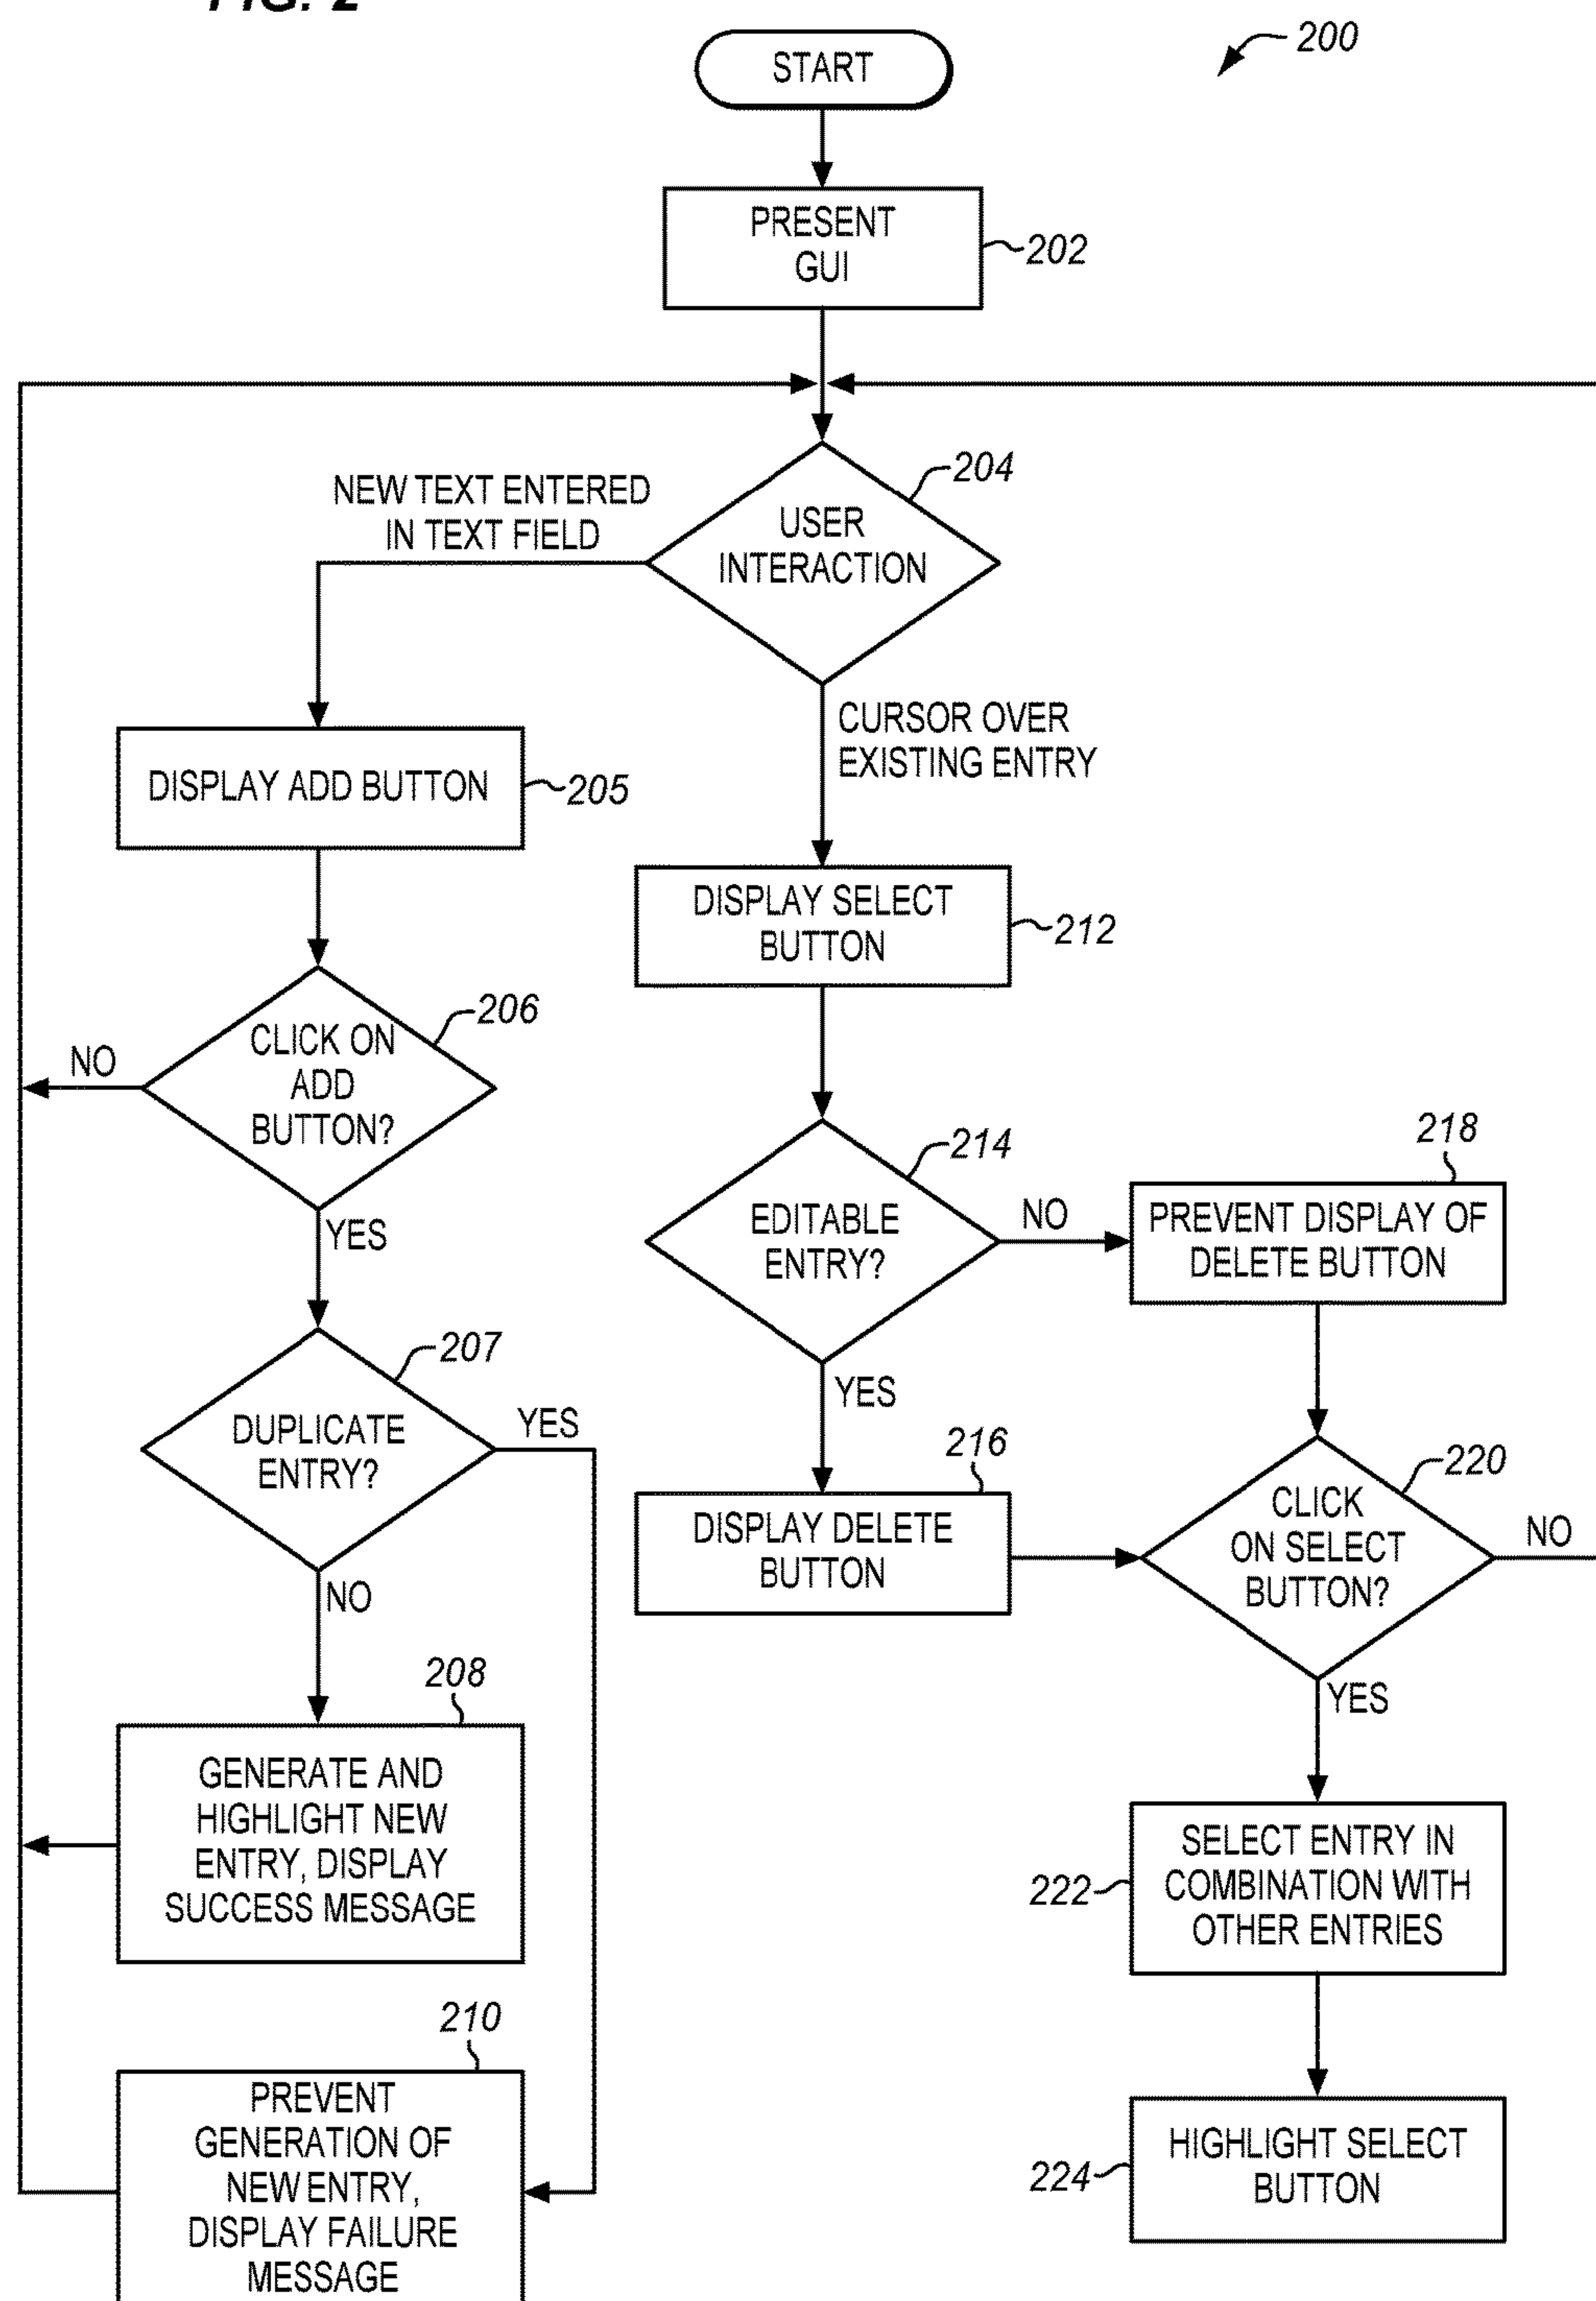 FIG. 2
200
START
PRESENT
GUI
202
204
NEW TEXT ENTERED
IN TEXT FIELD
USER
INTERACTION
CURSOR OVER
EXISTING ENTRY
DISPLAY ADD BUTTON
205
DISPLAY SELECT
BUTTON
212
206
CLICK ON
ADD
BUTTON?
NO
YES
214
EDITABLE
ENTRY?
NO
YES
218
PREVENT DISPLAY OF
DELETE BUTTON
207
DUPLICATE
ENTRY?
YES
NO
216
DISPLAY DELETE
BUTTON
220
CLICK
ON SELECT
BUTTON?
NO
YES
208
GENERATE AND
HIGHLIGHT NEW
ENTRY, DISPLAY
SUCCESS MESSAGE
222
SELECT ENTRY IN
COMBINATION WITH
OTHER ENTRIES
210
PREVENT
GENERATION OF
NEW ENTRY,
DISPLAY FAILURE
MESSAGE
224
HIGHLIGHT SELECT
BUTTON